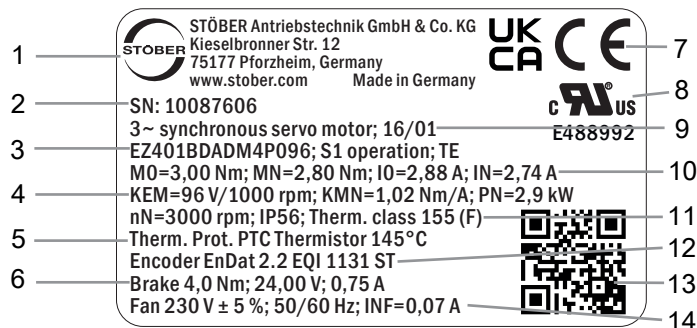 STÖBER
STÖBER Antriebstechnik GmbH & Co. KG
Kieselbronner Str. 12
75177 Pforzheim, Germany
www.stober.com Made in Germany
UK
CA
CE
C RU® US
E488992
SN: 10087606
3~ synchronous servo motor; 16/01
EZ401BDADM4P096; S1 operation; TE
M0=3,00 Nm; MN=2,80 Nm; I0=2,88 A; IN=2,74 A
KEM=96 V/1000 rpm; KMN=1,02 Nm/A; PN=2,9 kW
nN=3000 rpm; IP56; Therm. class 155 (F)
Therm. Prot. PTC Thermistor 145°C
Encoder EnDat 2.2 EQI 1131 ST
Brake 4,0 Nm; 24,00 V; 0,75 A
Fan 230 V ± 5 %; 50/60 Hz; INF=0,07 A
1
2
3
4
5
6
7
8
9
10
11
12
13
14